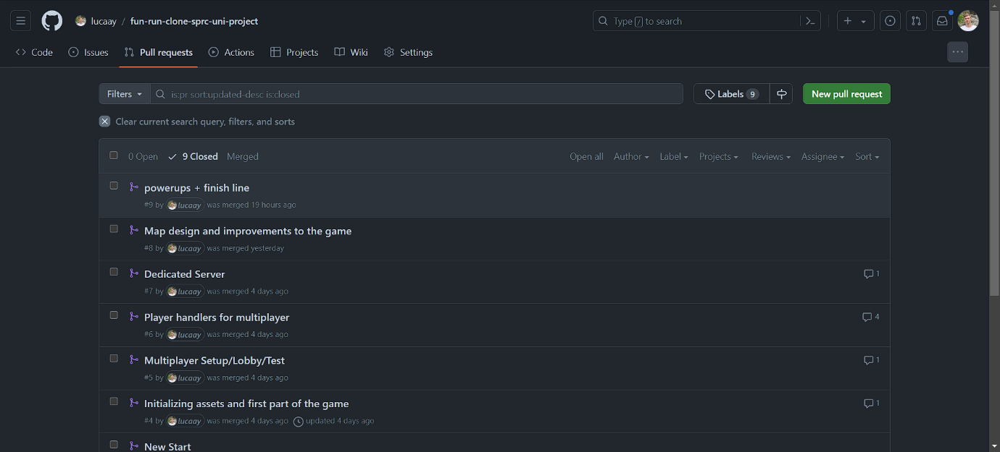 lucaay / fun-run-clone-sprc-uni-project
Type / to search
Code Issues Pull requests Actions Projects Wiki Settings
Filters is:pr sort:updated-desc is:closed Labels 9 New pull request
Clear current search query, filters, and sorts
0 Open 9 Closed Merged Open all Author Label Projects Reviews Assignee Sort
powerups + finish line
#9 by lucaay was merged 19 hours ago
Map design and improvements to the game
#8 by lucaay was merged yesterday
Dedicated Server 1
#7 by lucaay was merged 4 days ago
Player handlers for multiplayer 4
#6 by lucaay was merged 4 days ago
Multiplayer Setup/Lobby/Test 1
#5 by lucaay was merged 4 days ago
Initializing assets and first part of the game 1
#4 by lucaay was merged 4 days ago updated 4 days ago
New Start